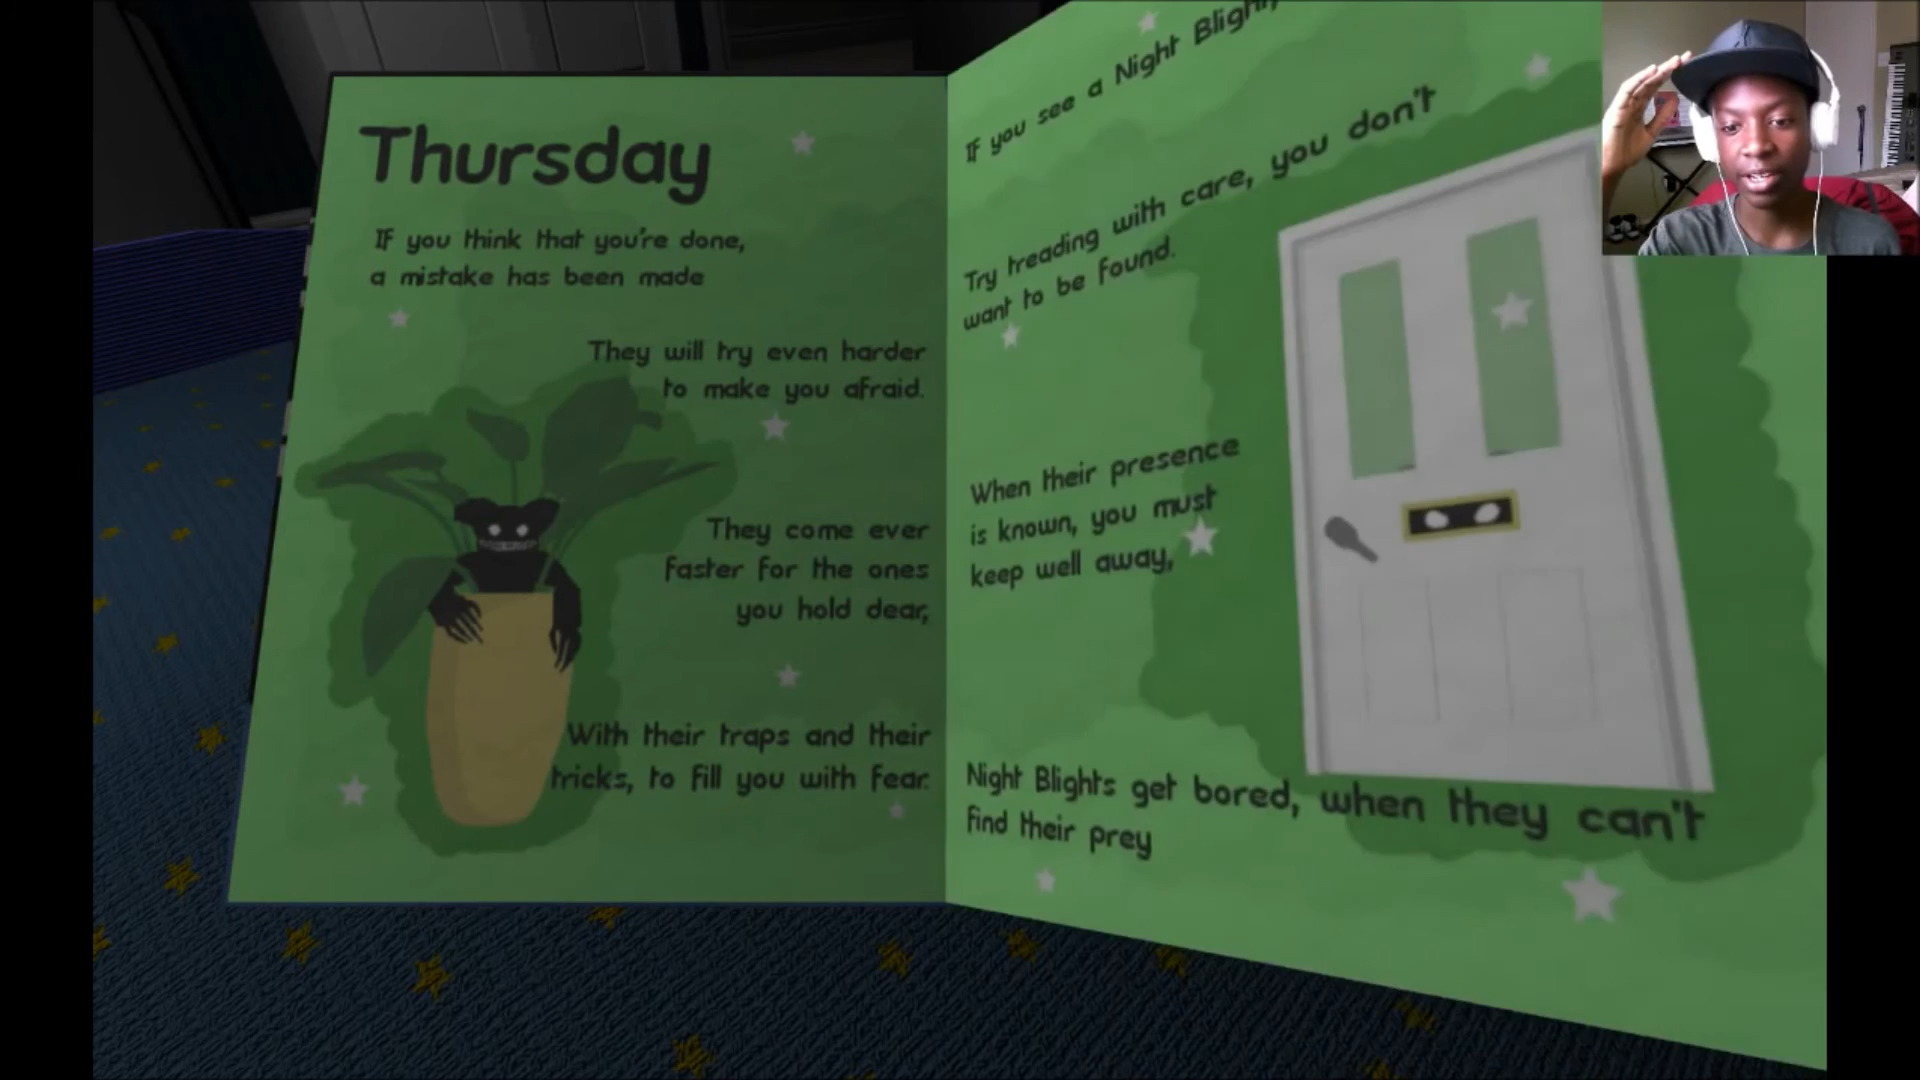 Thursday
If you think that you're done,
a mistake has been made
They will try even harder
to make you afraid.
They come ever
faster for the ones
you hold dear,
With their traps and their
tricks, to fill you with fear.
If you see a Night Blight,
Try treading with care, you don't
want to be found.
When their presence
is known, you must
keep well away,
Night Blights get bored, when they can't
find their prey